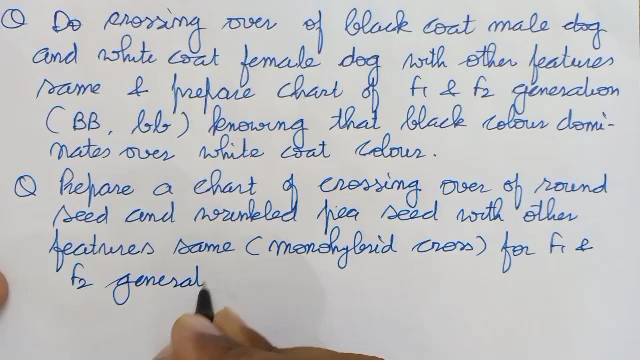 Q Do crossing over of black coat male dog
and white coat female dog with other features
same & prepare chart of F1 & F2 generation
(BB, bb) knowing that black colour domi-
nates over white coat colour.
Q Prepare a chart of crossing over of round
seed and wrinkled pea seed with other
features same (monohybrid cross) for F1 &
F2 general